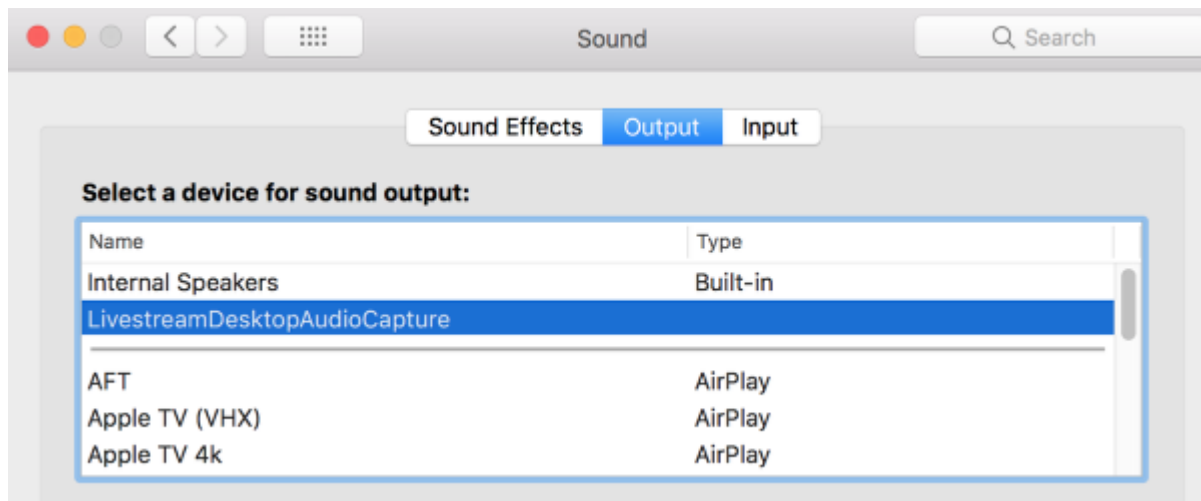 Sound
Search
Sound Effects Output Input
Select a device for sound output:
Name Type
Internal Speakers Built-in
LivestreamDesktopAudioCapture
AFT AirPlay
Apple TV (VHX) AirPlay
Apple TV 4k AirPlay